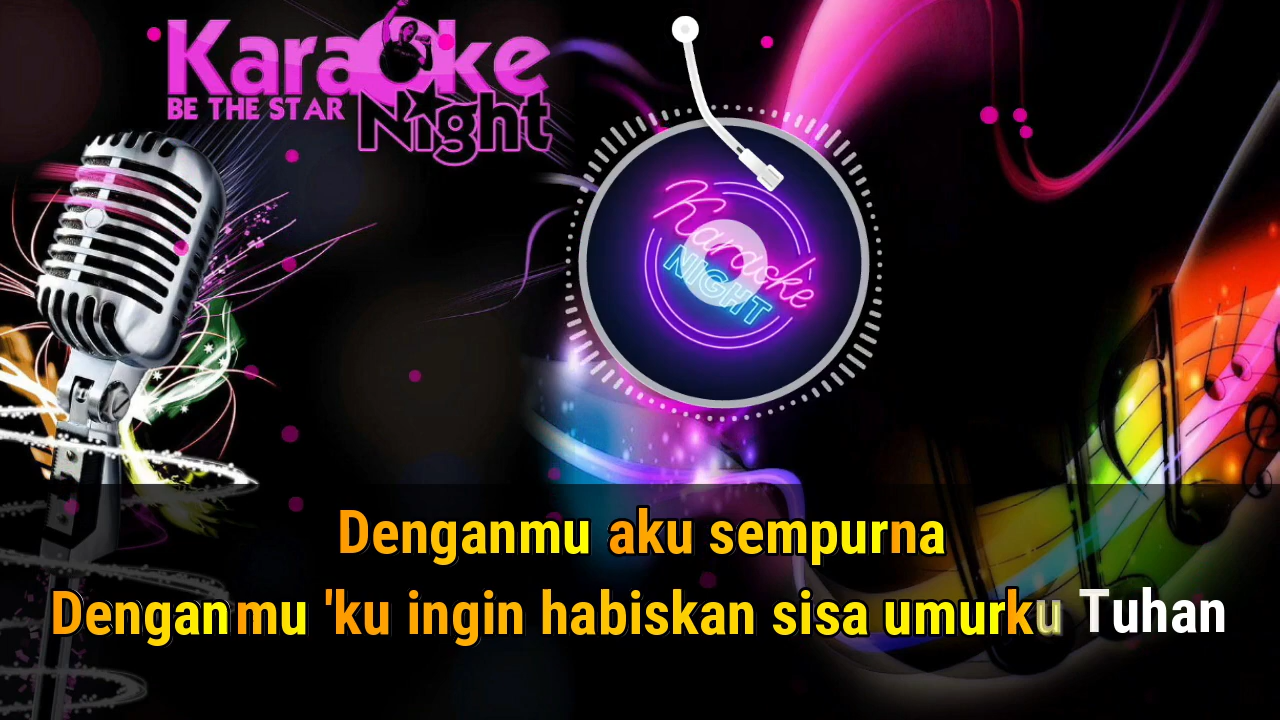 Karaoke
BE THE STAR
Night
Karaoke
NIGHT
Denganmu aku sempurna
Denganmu 'ku ingin habiskan sisa umurku Tuhan